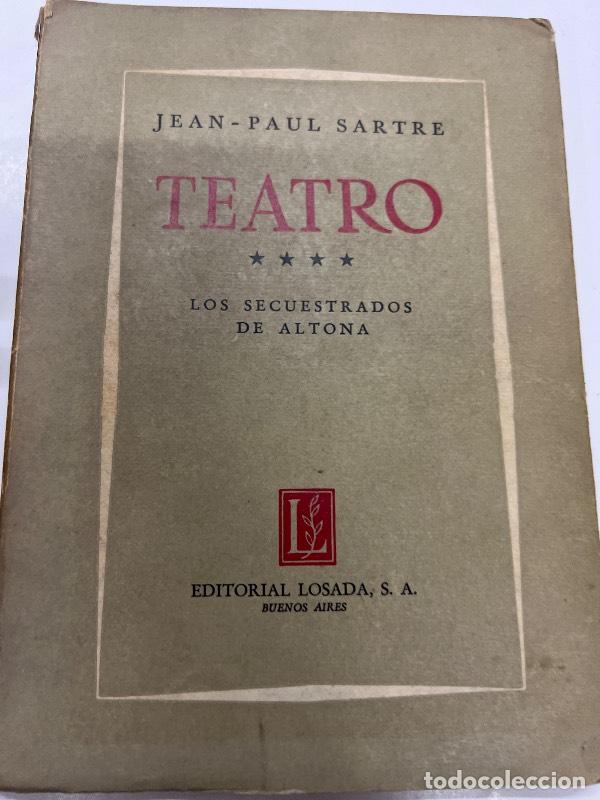 JEAN-PAUL SARTRE
TEATRO
★ ★ ★ ★
LOS SECUESTRADOS
DE ALTONA
L
EDITORIAL LOSADA, S. A.
BUENOS AIRES
todocoleccion